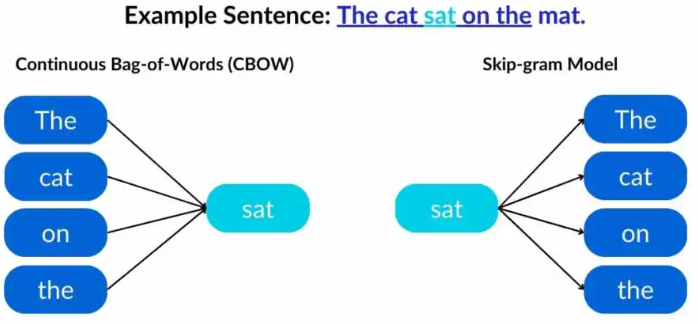 Example Sentence: The cat sat on the mat.
Continuous Bag-of-Words (CBOW)
The
cat
on
the
sat
Skip-gram Model
sat
The
cat
on
the